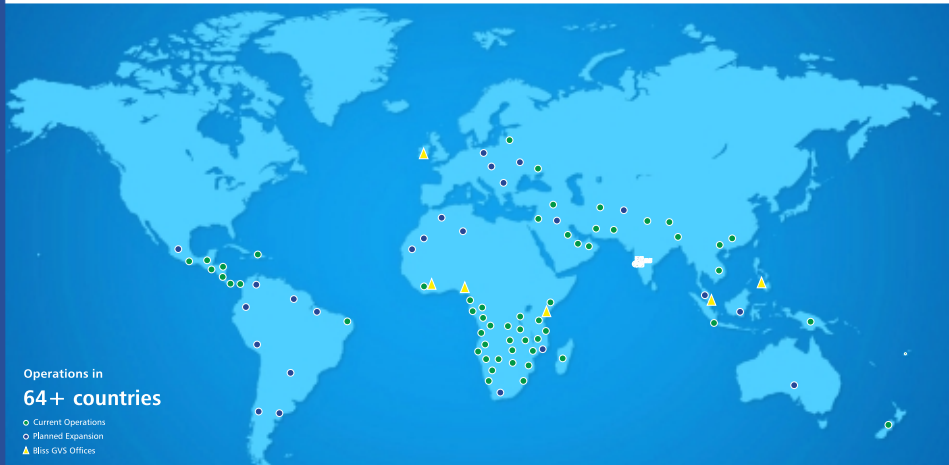 Operations in
64+ countries
Current Operations
Planned Expansion
Bliss GVS Offices